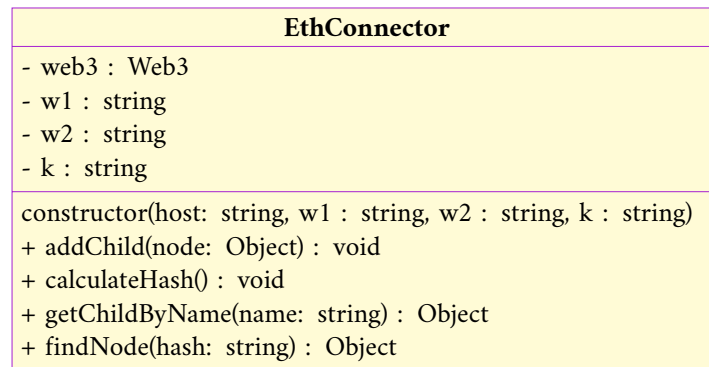 EthConnector
- web3 : Web3
- w1 : string
- w2 : string
- k : string
constructor(host: string, w1 : string, w2 : string, k : string)
+ addChild(node: Object) : void
+ calculateHash() : void
+ getChildByName(name: string) : Object
+ findNode(hash: string) : Object